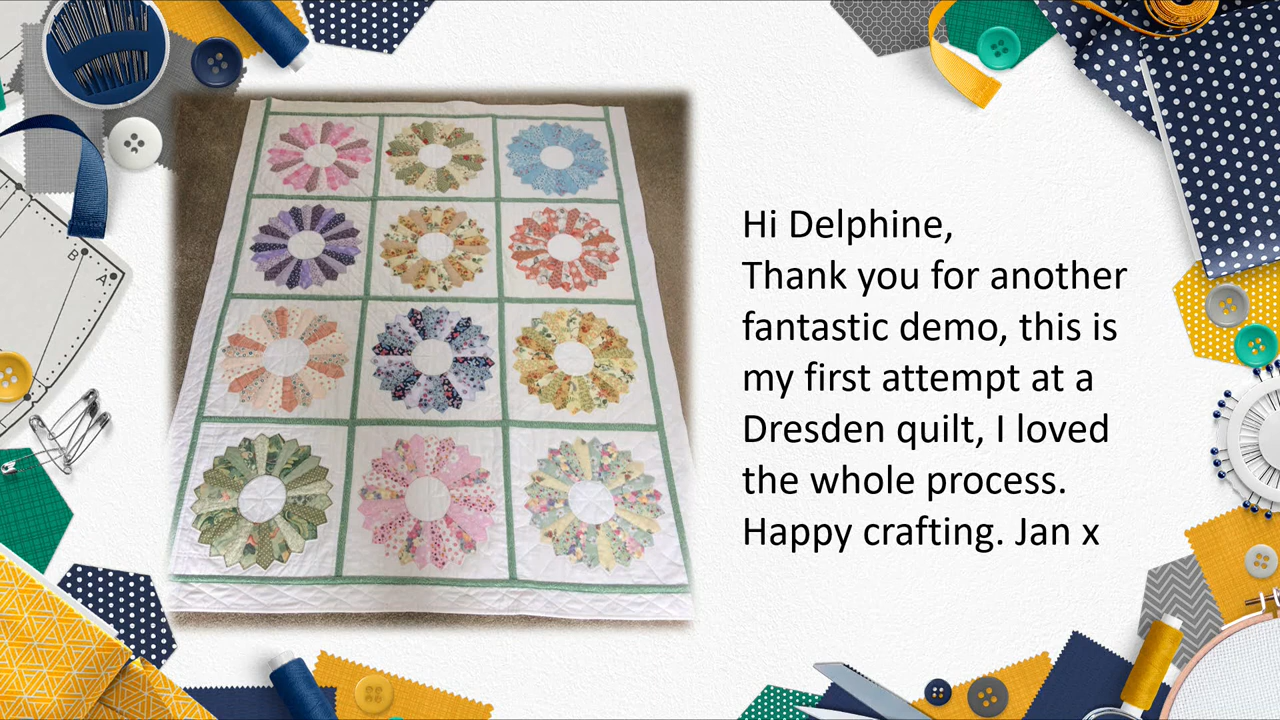 Hi Delphine,
Thank you for another
fantastic demo, this is
my first attempt at a
Dresden quilt, I loved
the whole process.
Happy crafting. Jan x
B
A